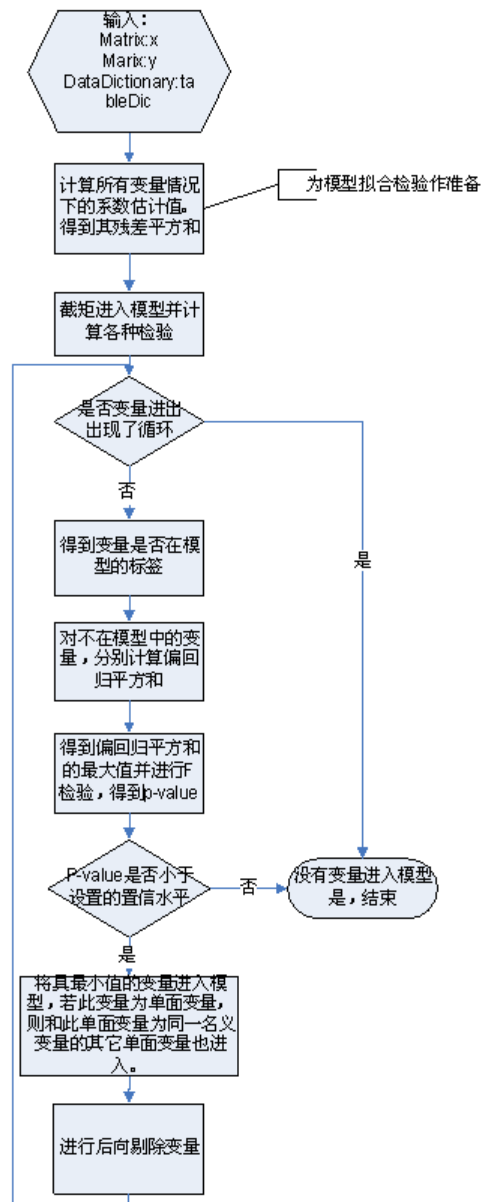 输入：
Matrix:x
Marix:y
DataDictionary:ta
bleDic
计算所有变量情况
下的系数估计值。
得到其残差平方和
为模型拟合检验作准备
截矩进入模型并计
算各种检验
是否变量进出
出现了循环
否
是
得到变量是否在模
型的标签
对不在模型中的变
量，分别计算偏回
归平方和
得到偏回归平方和
的最大值并进行F
检验，得到p-value
P-value是否小于
设置的置信水平
否
没有变量进入模型
是，结束
是
将具最小值的变量进入模
型，若此变量为单面变量，
则和此单面变量为同一名义
变量的其它单面变量也进
入。
进行后向剔除变量